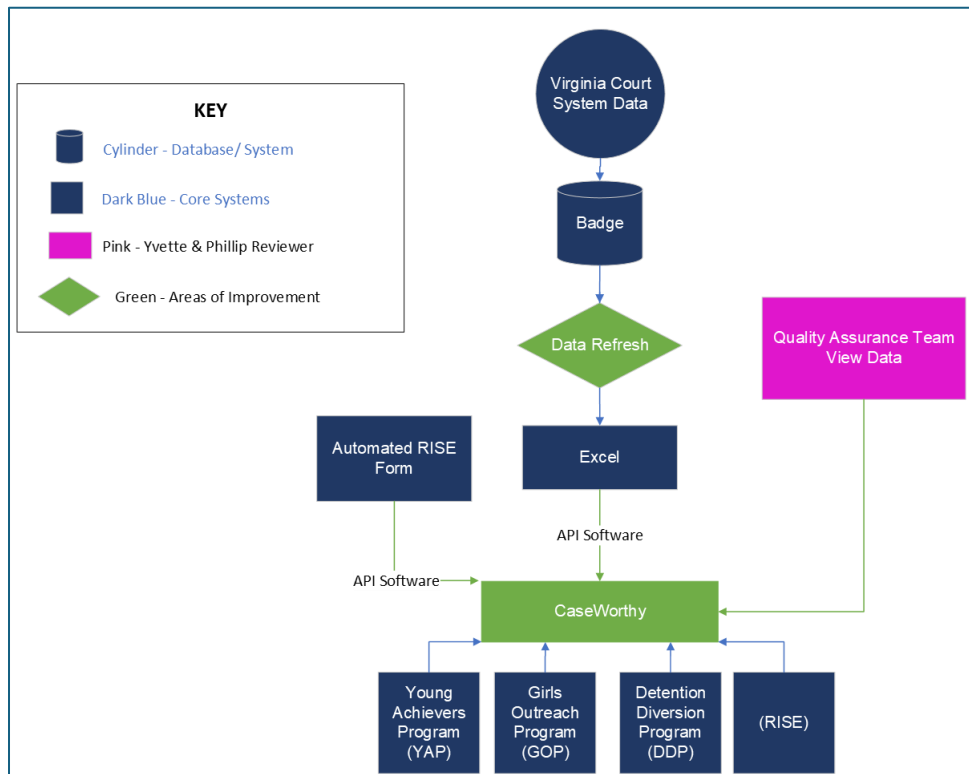 KEY
Cylinder - Database/ System
Dark Blue - Core Systems
Pink - Yvette & Phillip Reviewer
Green - Areas of Improvement
Virginia Court
System Data
Badge
Data Refresh
Quality Assurance Team
View Data
Automated RISE
Form
Excel
API Software
API Software
CaseWorthy
Young
Achievers
Program
(YAP)
Girls
Outreach
Program
(GOP)
Detention
Diversion
Program
(DDP)
(RISE)